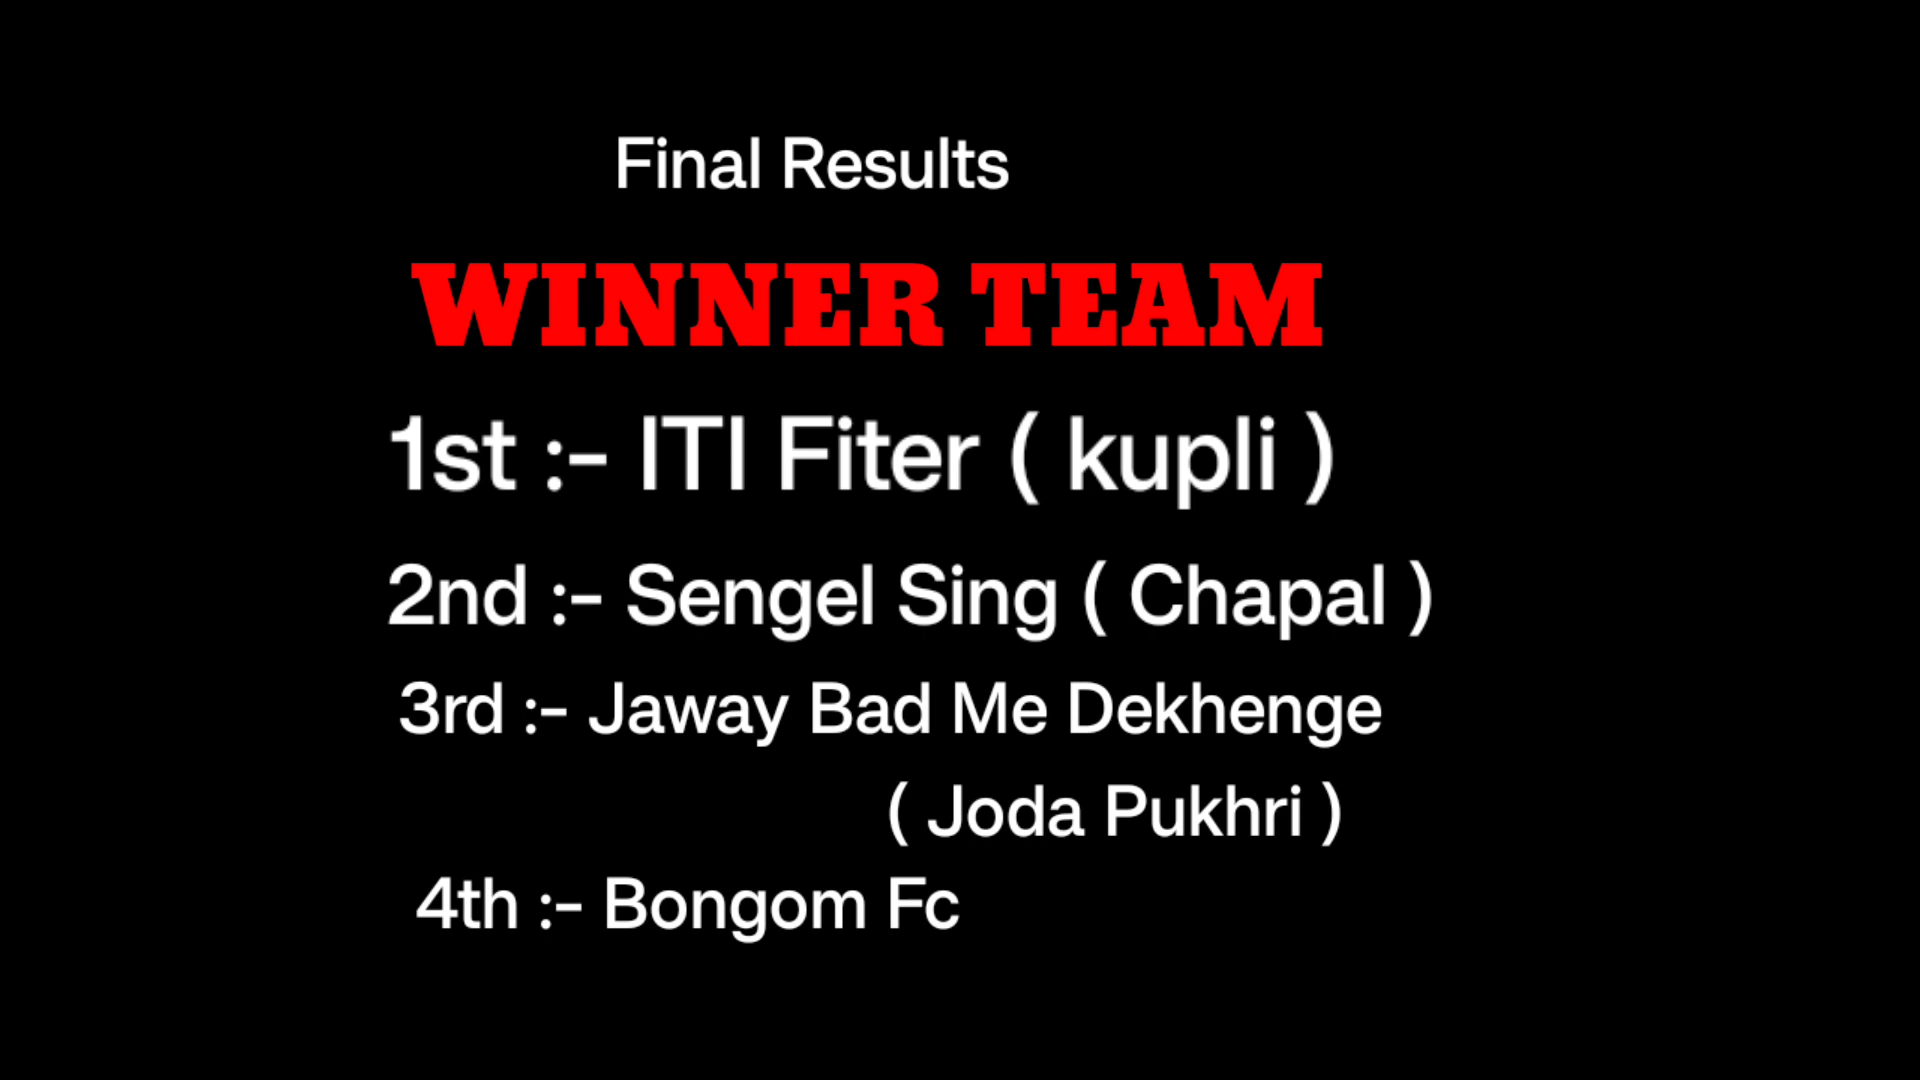 Final Results
WINNER TEAM
1st :- ITI Fiter ( kupli )
2nd :- Sengel Sing ( Chapal )
3rd :- Jaway Bad Me Dekhenge
( Joda Pukhri )
4th :- Bongom Fc